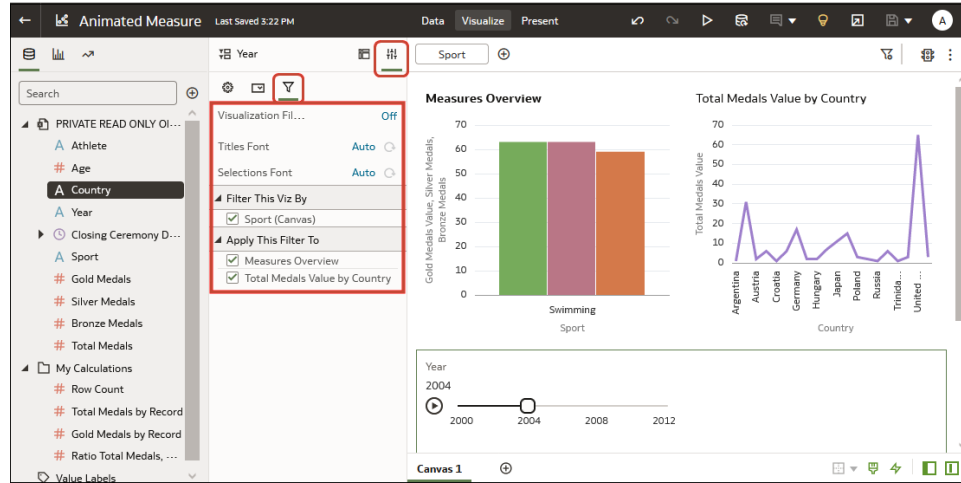 Animated Measure Last Saved 3:22 PM Data Visualize Present A
Search
PRIVATE READ ONLY Ol...
A Athlete
# Age
A Country
A Year
Closing Ceremony D...
A Sport
# Gold Medals
# Silver Medals
# Bronze Medals
# Total Medals
My Calculations
# Row Count
# Total Medals by Record
# Gold Medals by Record
# Ratio Total Medals, ...
Value Labels
Year
Visualization Fil... Off
Titles Font Auto
Selections Font Auto
Filter This Viz By
Sport (Canvas)
Apply This Filter To
Measures Overview
Total Medals Value by Country
Sport
Measures Overview
Gold Medals Value, Silver Medals,
Bronze Medals
70
60
50
40
30
20
10
0
Swimming
Sport
Total Medals Value by Country
Total Medals Value
70
60
50
40
30
20
10
0
Argentina
Austria
Croatia
Germany
Hungary
Japan
Poland
Russia
Trinida...
United ...
Country
Year
2004
2000 2004 2008 2012
Canvas 1